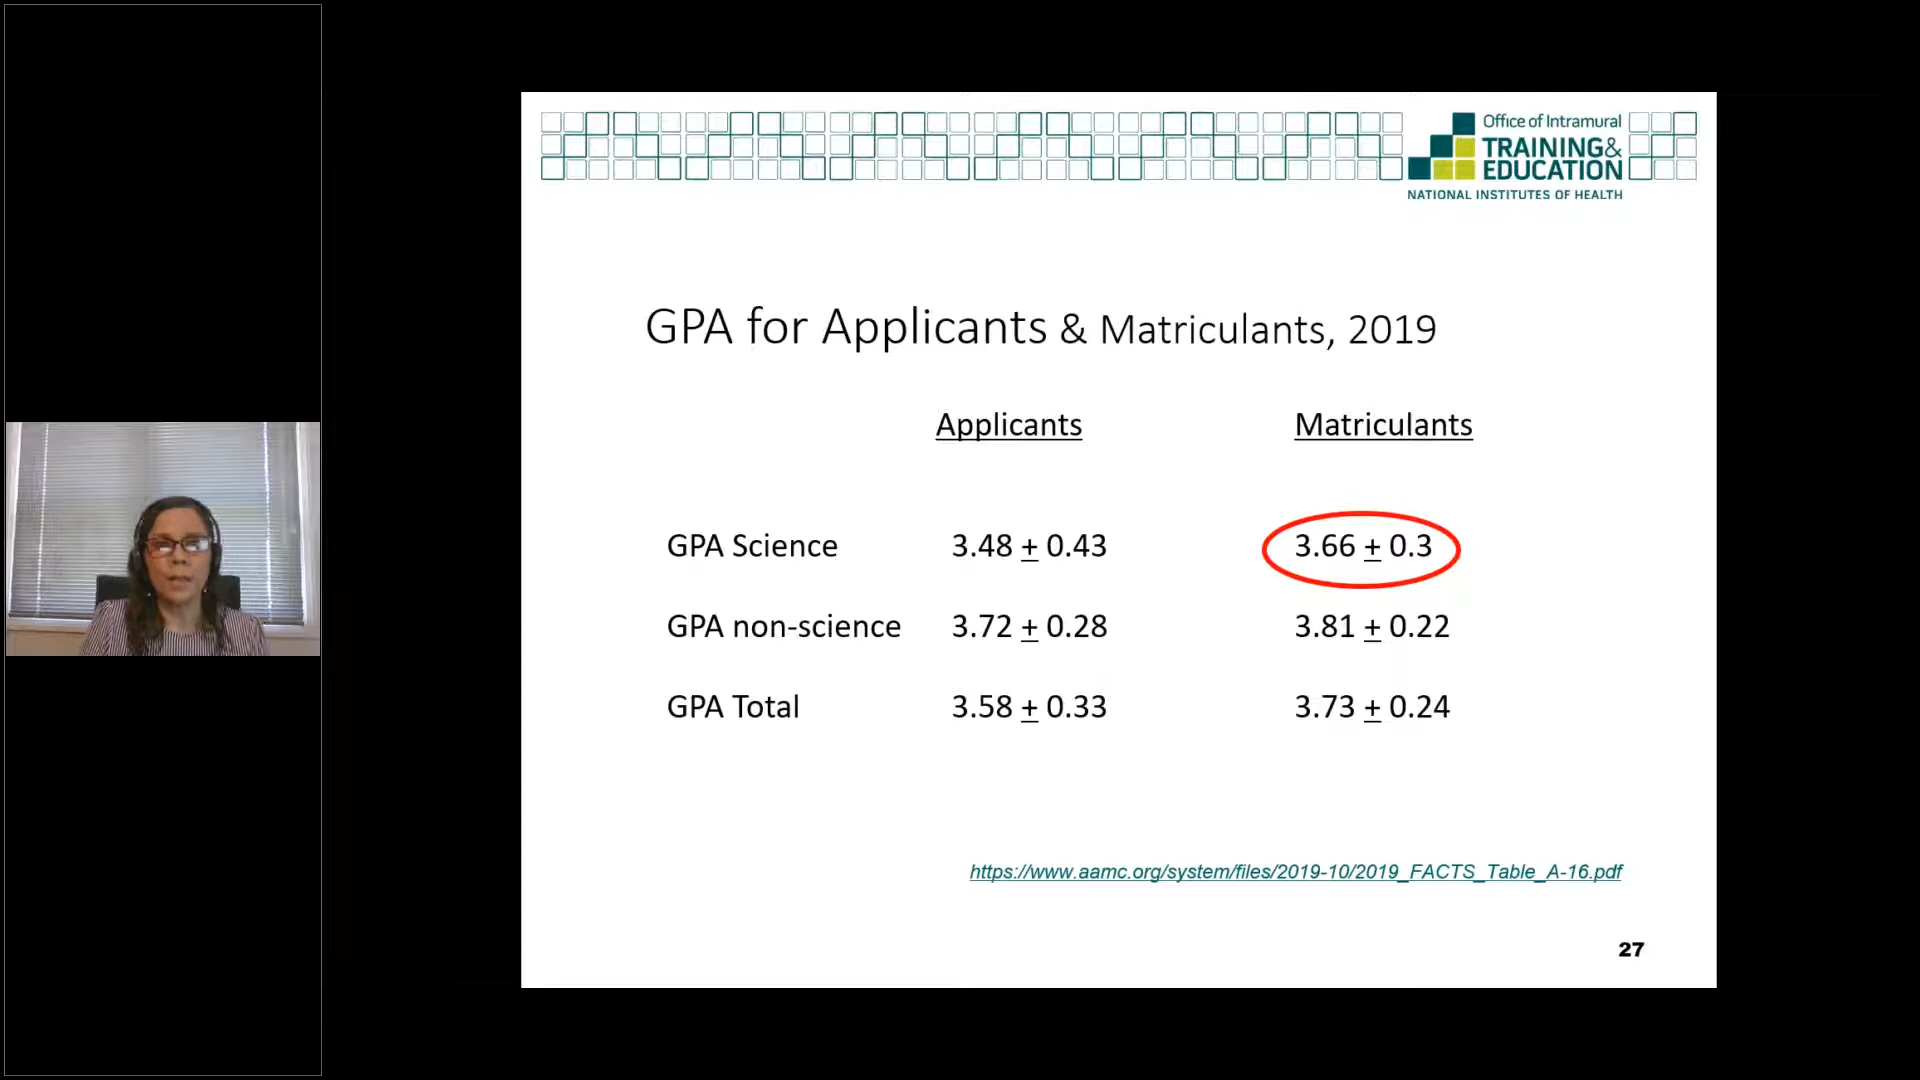 Office of Intramural
TRAINING&
EDUCATION
NATIONAL INSTITUTES OF HEALTH
GPA for Applicants & Matriculants, 2019
Applicants Matriculants
GPA Science 3.48 ± 0.43 3.66 ± 0.3
GPA non-science 3.72 ± 0.28 3.81 ± 0.22
GPA Total 3.58 ± 0.33 3.73 ± 0.24
https://www.aamc.org/system/files/2019-10/2019_FACTS_Table_A-16.pdf
27